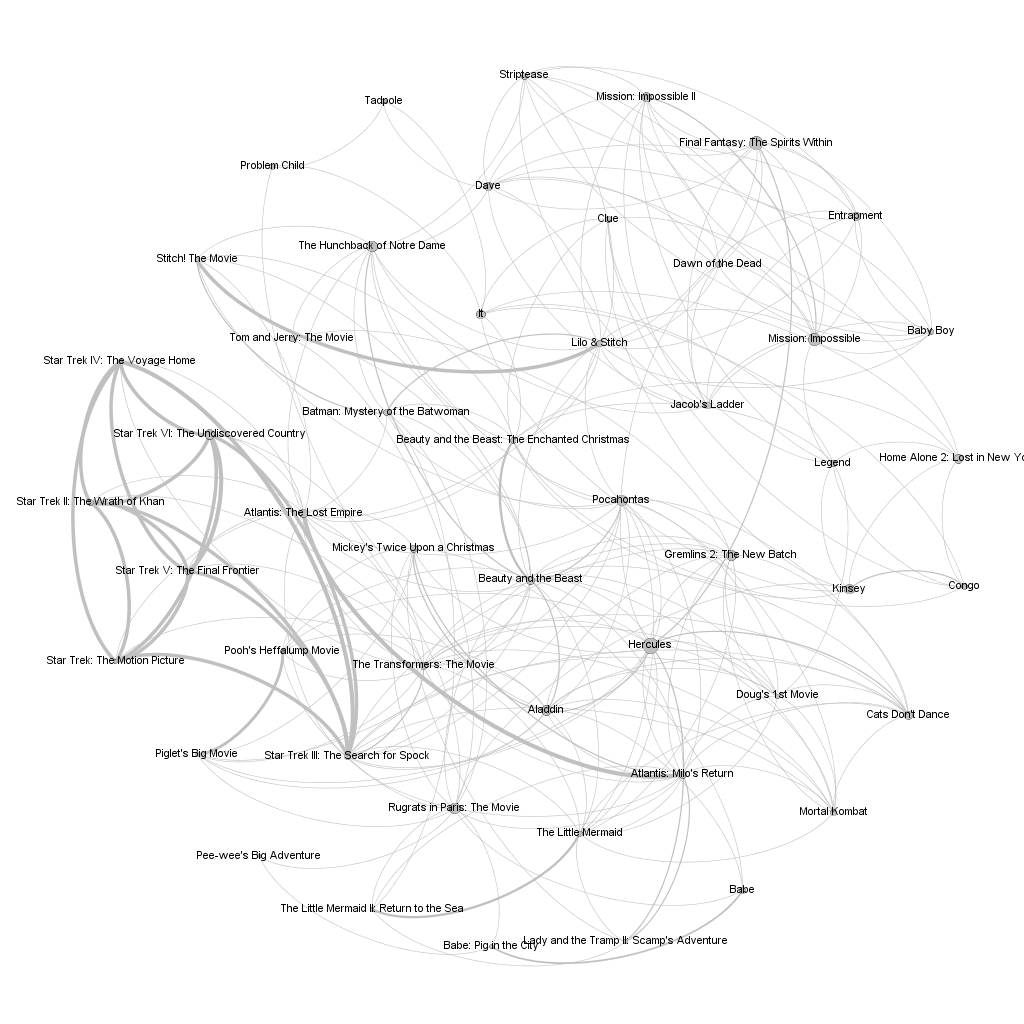 Striptease
Mission: Impossible II
Tadpole
Final Fantasy: The Spirits Within
Problem Child
Dave
Clue
Entrapment
The Hunchback of Notre Dame
Stitch! The Movie
Dawn of the Dead
It
Tom and Jerry: The Movie
Lilo & Stitch
Mission: Impossible
Baby Boy
Star Trek IV: The Voyage Home
Batman: Mystery of the Batwoman
Jacob's Ladder
Star Trek VI: The Undiscovered Country
Beauty and the Beast: The Enchanted Christmas
Legend
Home Alone 2: Lost in New Yo
Star Trek II: The Wrath of Khan
Atlantis: The Lost Empire
Pocahontas
Mickey's Twice Upon a Christmas
Gremlins 2: The New Batch
Star Trek V: The Final Frontier
Beauty and the Beast
Kinsey
Congo
Star Trek: The Motion Picture
Pooh's Heffalump Movie
The Transformers: The Movie
Hercules
Doug's 1st Movie
Aladdin
Cats Don't Dance
Piglet's Big Movie
Star Trek III: The Search for Spock
Atlantis: Milo's Return
Rugrats in Paris: The Movie
Mortal Kombat
The Little Mermaid
Pee-wee's Big Adventure
Babe
The Little Mermaid II: Return to the Sea
Babe: Pig in the City
Lady and the Tramp II: Scamp's Adventure